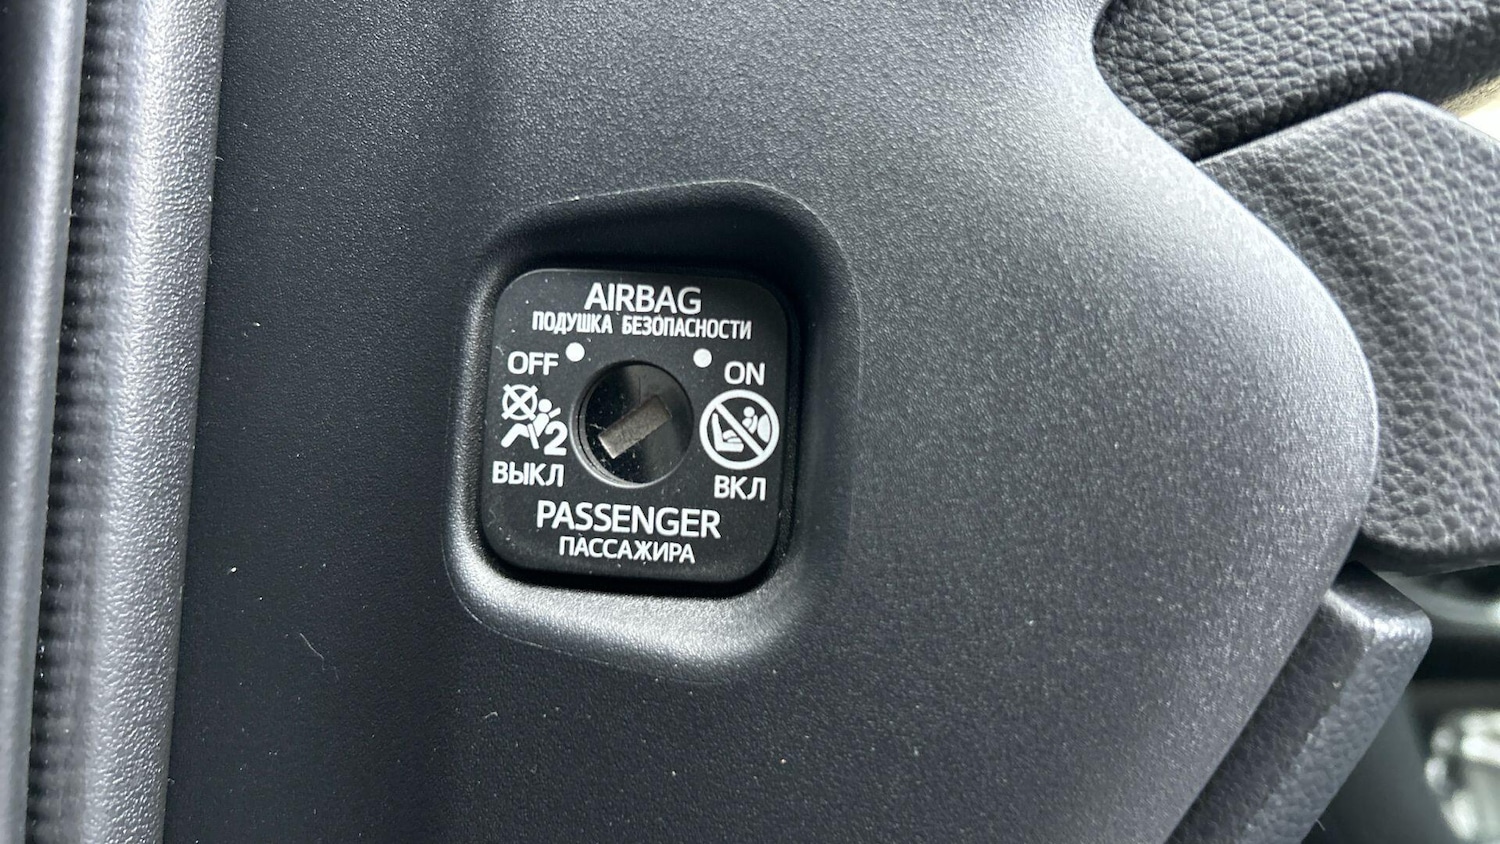 AIRBAG
ПОДУШКА БЕЗОПАСНОСТИ
OFF ON
2
ВЫКЛ ВКЛ
PASSENGER
ПАССАЖИРА